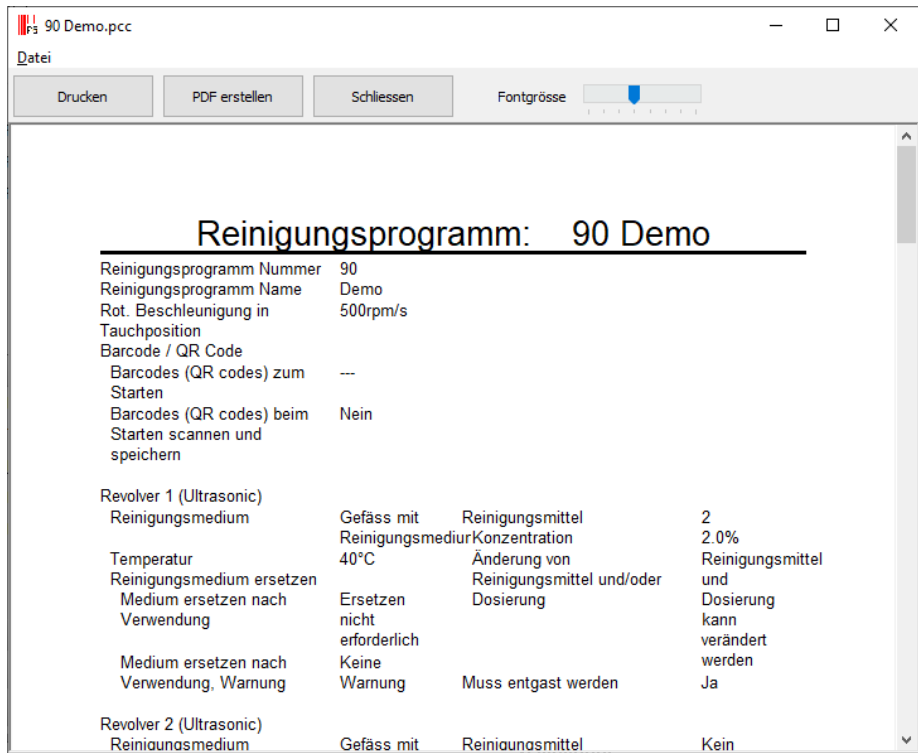 90 Demo.pcc
Datei
Drucken PDF erstellen Schliessen Fontgrösse
Reinigungsprogramm: 90 Demo
Reinigungsprogramm Nummer 90
Reinigungsprogramm Name Demo
Rot. Beschleunigung in 500rpm/s
Tauchposition
Barcode / QR Code
Barcodes (QR codes) zum ---
Starten
Barcodes (QR codes) beim Nein
Starten scannen und
speichern
Revolver 1 (Ultrasonic)
Reinigungsmedium Gefäss mit Reinigungsmittel 2
Reinigungsmediur Konzentration 2.0%
Temperatur 40°C Änderung von Reinigungsmittel
Reinigungsmedium ersetzen Reinigungsmittel und/oder und
Medium ersetzen nach Ersetzen Dosierung Dosierung
Verwendung nicht kann
erforderlich verändert
Medium ersetzen nach Keine werden
Verwendung, Warnung Warnung Muss entgast werden Ja
Revolver 2 (Ultrasonic)
Reinigungsmedium Gefäss mit Reinigungsmittel Kein